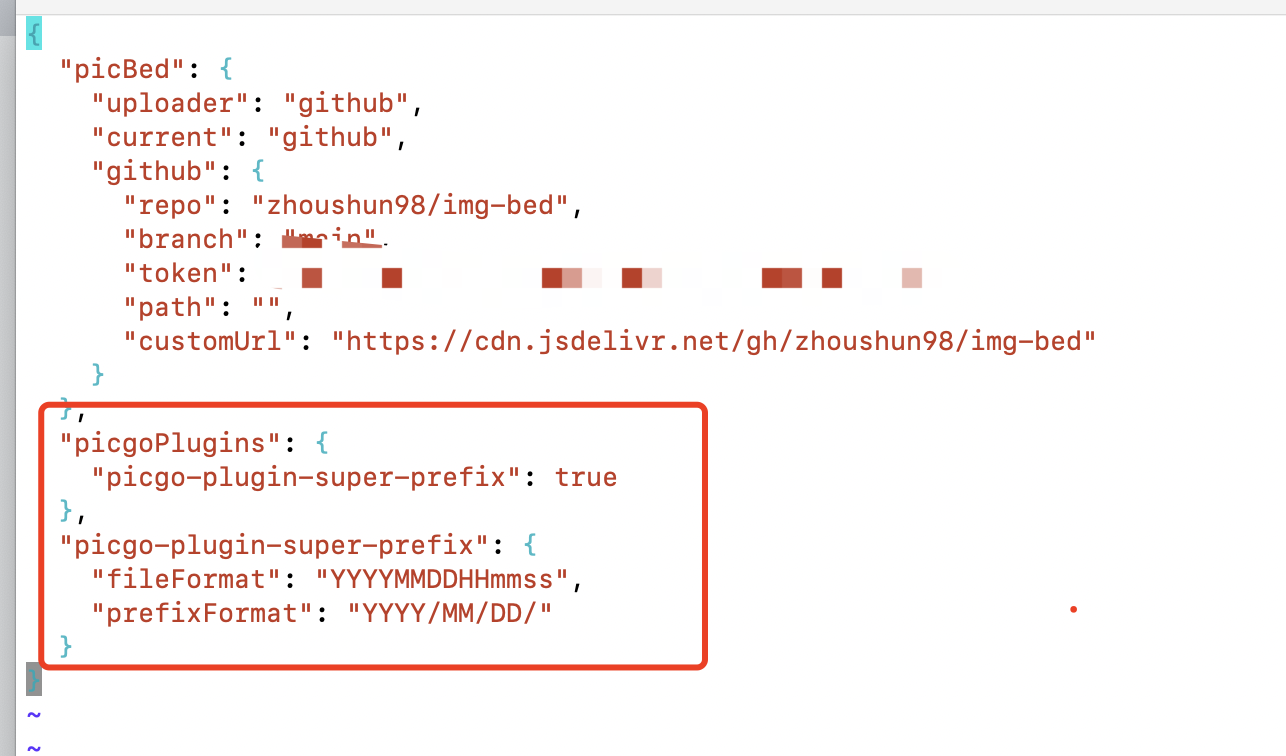 {
  "picBed": {
    "uploader": "github",
    "current": "github",
    "github": {
      "repo": "zhoushun98/img-bed",
      "branch": "main",
      "token":
      "path": "",
      "customUrl": "https://cdn.jsdelivr.net/gh/zhoushun98/img-bed"
    }
  },
  "picgoPlugins": {
    "picgo-plugin-super-prefix": true
  },
  "picgo-plugin-super-prefix": {
    "fileFormat": "YYYYMMDDHHmmss",
    "prefixFormat": "YYYY/MM/DD/"
  }
}
~
~